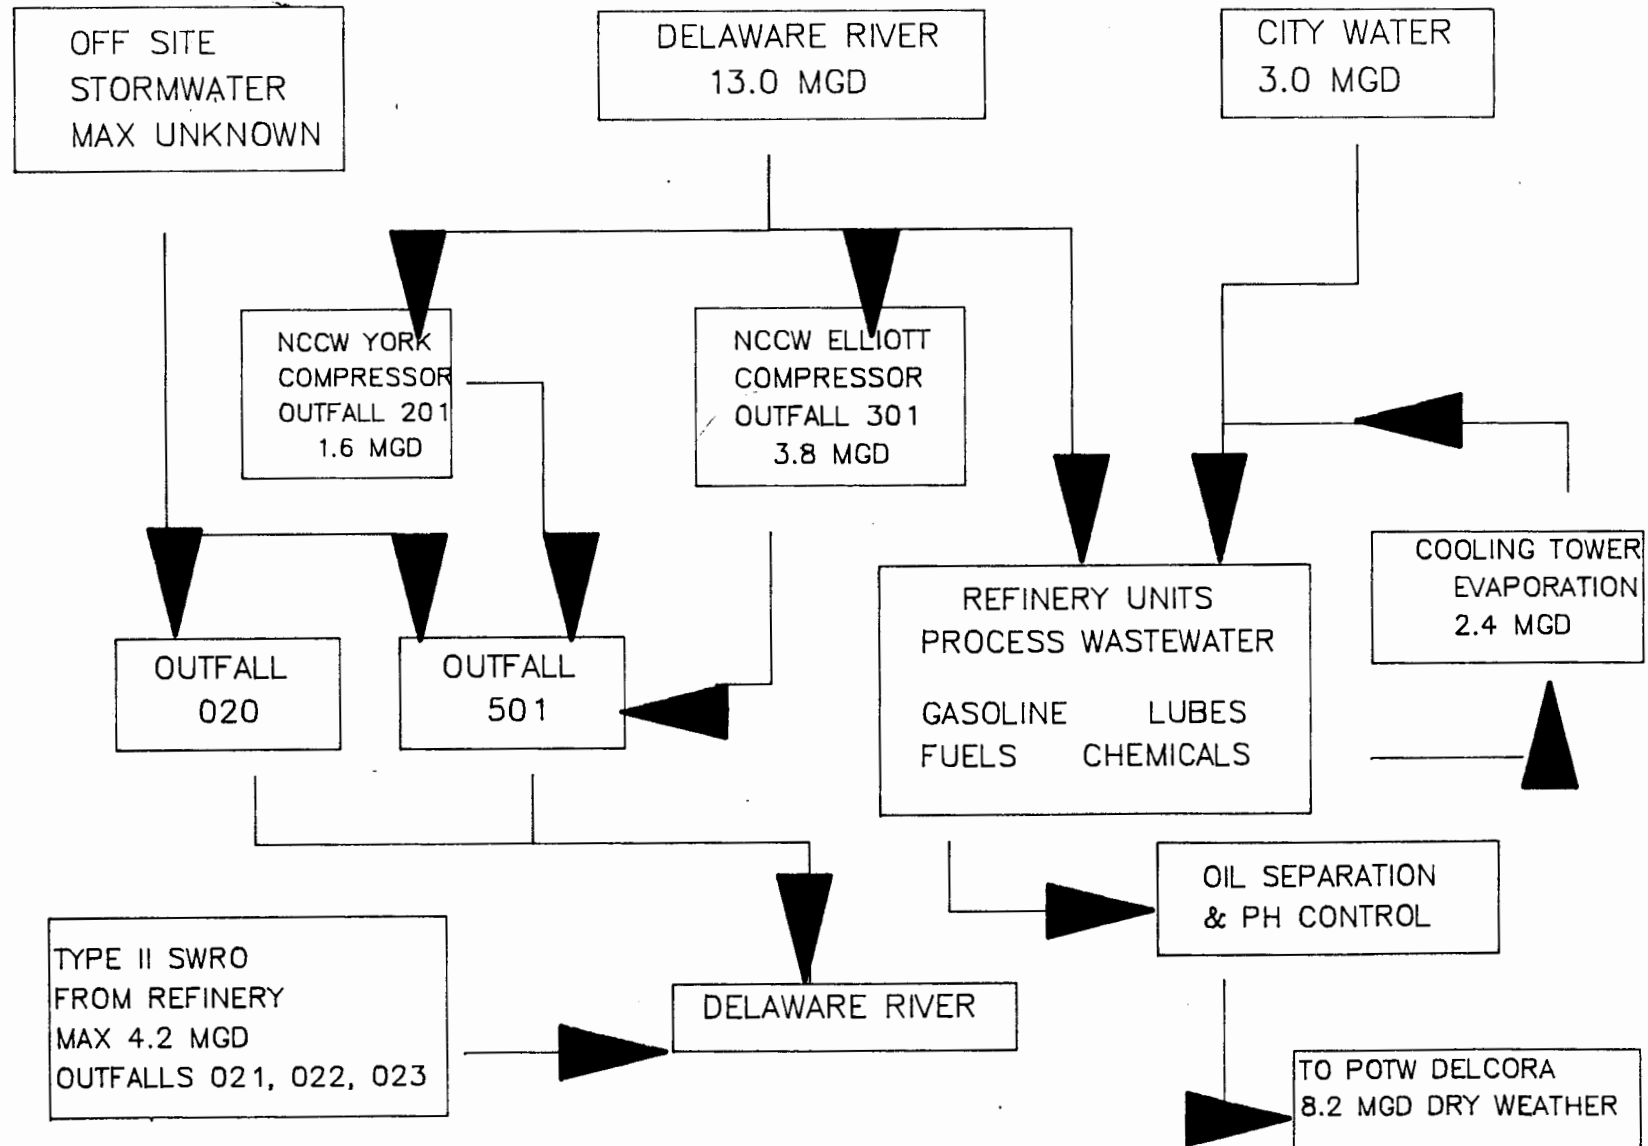 OFF SITE
STORMWATER
MAX UNKNOWN
DELAWARE RIVER
13.0 MGD
CITY WATER
3.0 MGD
NCCW YORK
COMPRESSOR
OUTFALL 201
1.6 MGD
NCCW ELLIOTT
COMPRESSOR
OUTFALL 301
3.8 MGD
OUTFALL
020
OUTFALL
501
REFINERY UNITS
PROCESS WASTEWATER
GASOLINE LUBES
FUELS CHEMICALS
COOLING TOWER
EVAPORATION
2.4 MGD
OIL SEPARATION
& PH CONTROL
TYPE II SWRO
FROM REFINERY
MAX 4.2 MGD
OUTFALLS 021, 022, 023
DELAWARE RIVER
TO POTW DELCORA
8.2 MGD DRY WEATHER